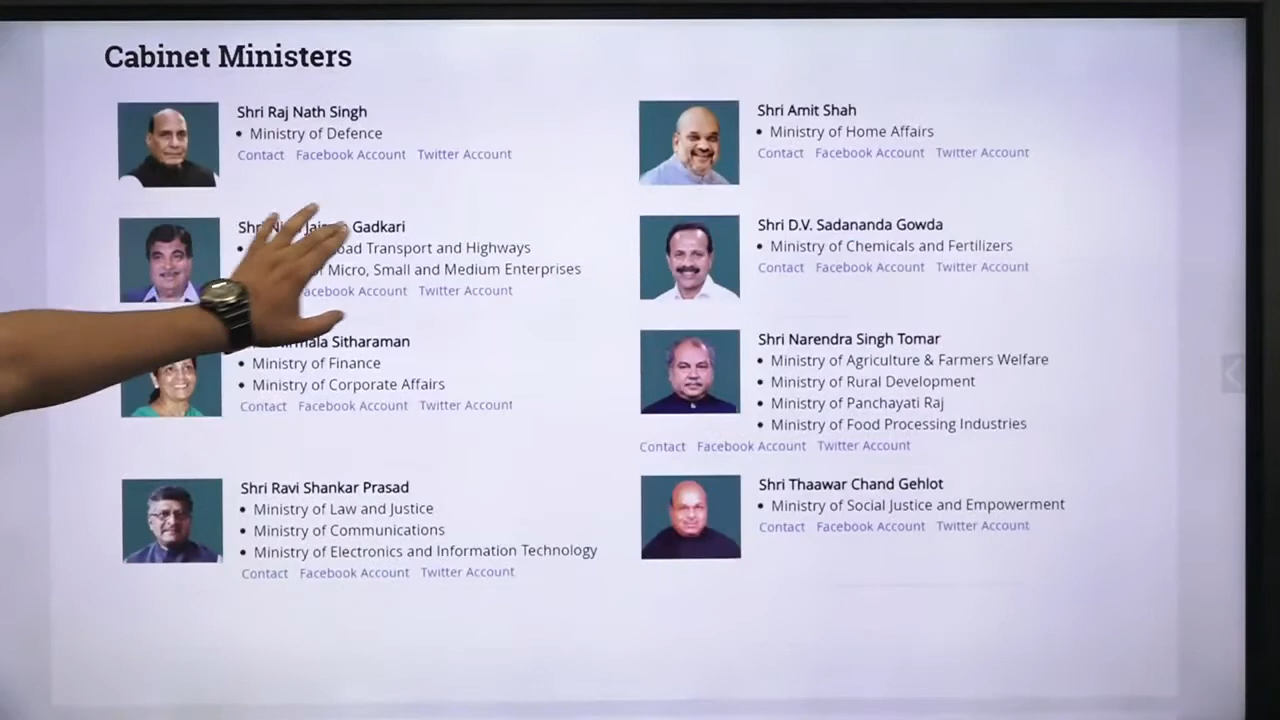 Cabinet Ministers
Shri Raj Nath Singh
• Ministry of Defence
Contact Facebook Account Twitter Account
Shri Gadkari
• oad Transport and Highways
Micro, Small and Medium Enterprises
acebook Account Twitter Account
Sitharaman
• Ministry of Finance
• Ministry of Corporate Affairs
Contact Facebook Account Twitter Account
Shri Ravi Shankar Prasad
• Ministry of Law and Justice
• Ministry of Communications
• Ministry of Electronics and Information Technology
Contact Facebook Account Twitter Account
Shri Amit Shah
• Ministry of Home Affairs
Contact Facebook Account Twitter Account
Shri D.V. Sadananda Gowda
• Ministry of Chemicals and Fertilizers
Contact Facebook Account Twitter Account
Shri Narendra Singh Tomar
• Ministry of Agriculture & Farmers Welfare
• Ministry of Rural Development
• Ministry of Panchayati Raj
• Ministry of Food Processing Industries
Contact Facebook Account Twitter Account
Shri Thaawar Chand Gehlot
• Ministry of Social Justice and Empowerment
Contact Facebook Account Twitter Account